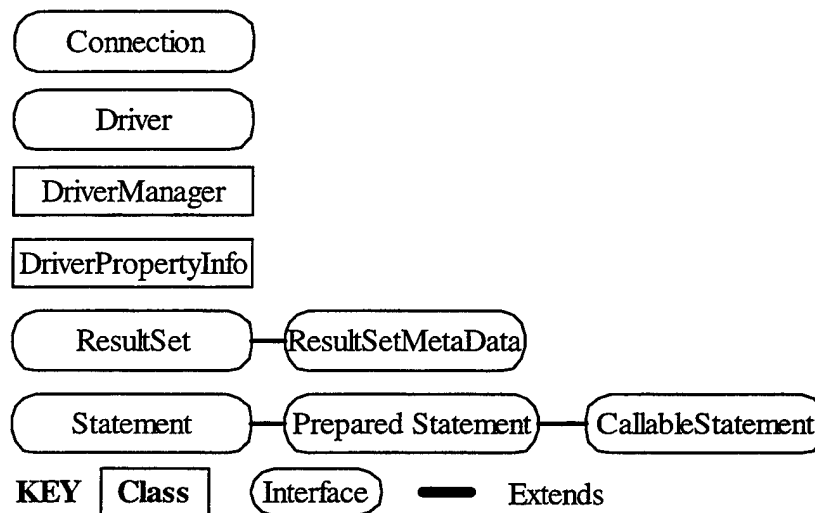 Connection
Driver
DriverManager
DriverPropertyInfo
ResultSet ResultSetMetaData
Statement Prepared Statement CallableStatement
KEY Class Interface Extends